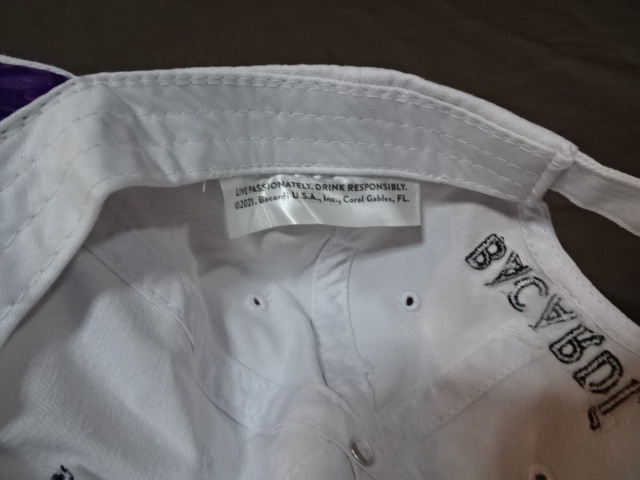 LIVE PASSIONATELY. DRINK RESPONSIBLY.
©2021. Bacardi U.S.A., Inc., Coral Gables, FL.
BACARDI